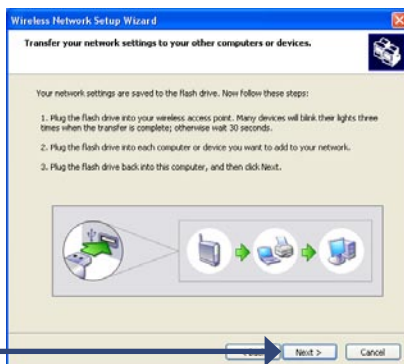 Wireless Network Setup Wizard
Transfer your network settings to your other computers or devices.
Your network settings are saved to the flash drive. Now follow these steps:
1. Plug the flash drive into your wireless access point. Many devices will blink their lights three
times when the transfer is complete; otherwise wait 30 seconds.
2. Plug the flash drive into each computer or device you want to add to your network.
3. Plug the flash drive back into this computer, and then click Next.
Next > Cancel